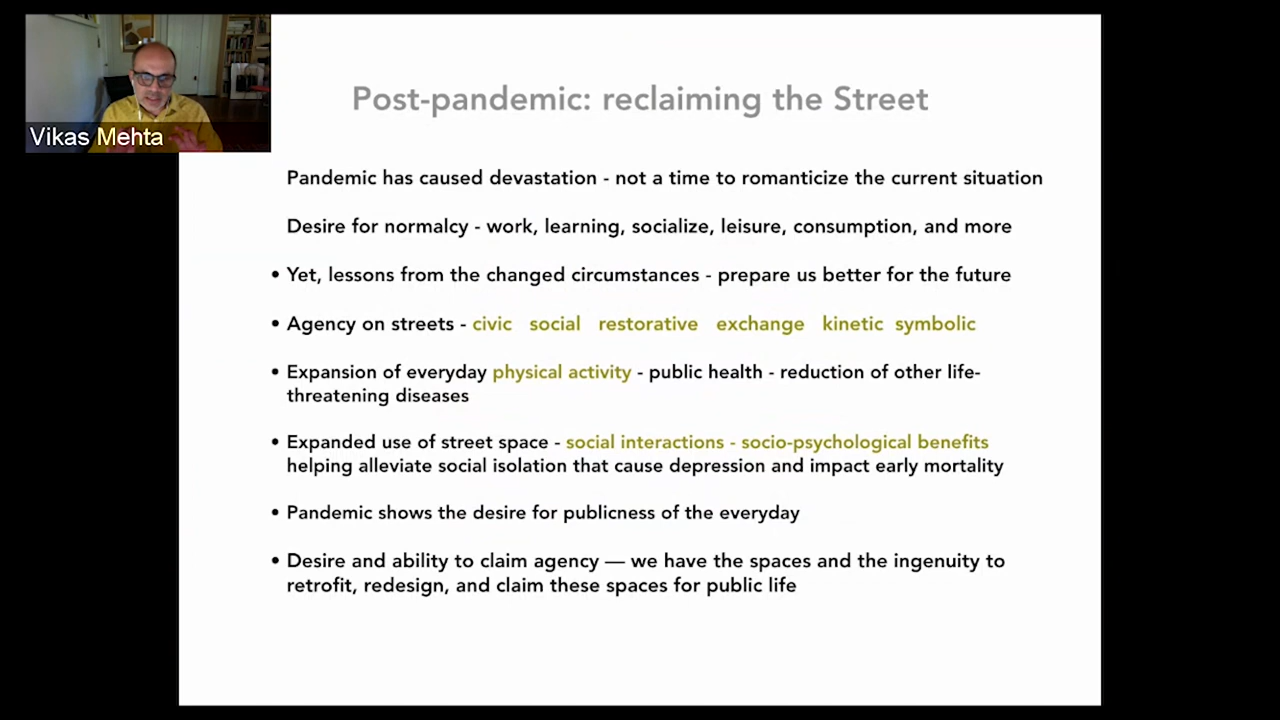 Vikas Mehta
Post-pandemic: reclaiming the Street
Pandemic has caused devastation - not a time to romanticize the current situation
Desire for normalcy - work, learning, socialize, leisure, consumption, and more
• Yet, lessons from the changed circumstances - prepare us better for the future
• Agency on streets - civic social restorative exchange kinetic symbolic
• Expansion of everyday physical activity - public health - reduction of other life-
threatening diseases
• Expanded use of street space - social interactions - socio-psychological benefits
helping alleviate social isolation that cause depression and impact early mortality
• Pandemic shows the desire for publicness of the everyday
• Desire and ability to claim agency — we have the spaces and the ingenuity to
retrofit, redesign, and claim these spaces for public life